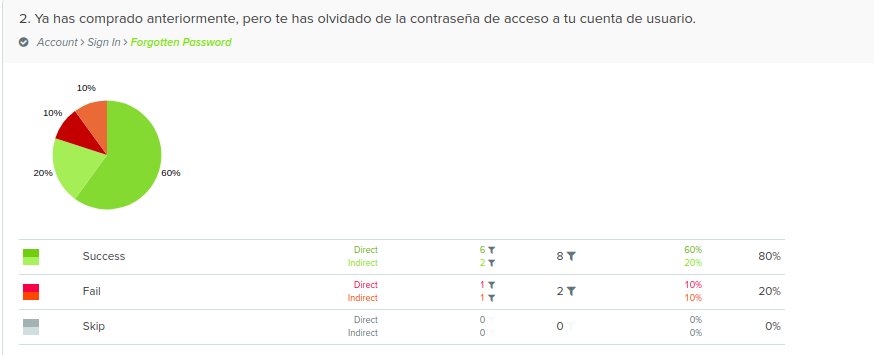 2. Ya has comprado anteriormente, pero te has olvidado de la contraseña de acceso a tu cuenta de usuario.
Account > Sign In > Forgotten Password
10%
10%
20%
60%
Success Direct 6 8 60% 80%
Indirect 2 20%
Fail Direct 1 2 10% 20%
Indirect 1 10%
Skip Direct 0 0 0% 0%
Indirect 0 0%